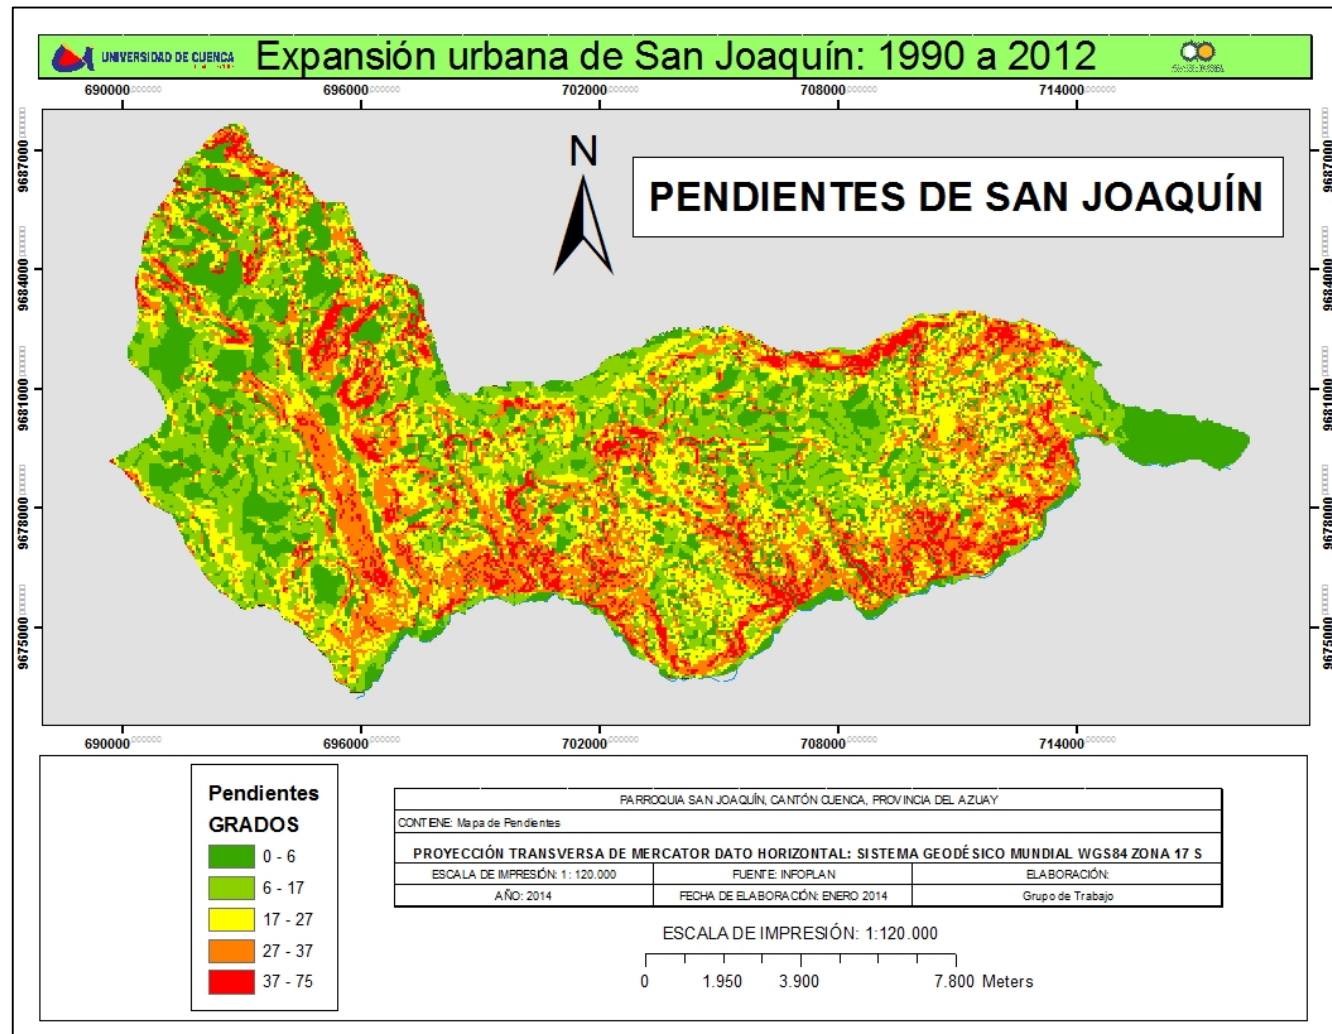 UNIVERSIDAD DE CUENCA
Expansión urbana de San Joaquín: 1990 a 2012
690000 696000 702000 708000 714000
9687000 9687000
PENDIENTES DE SAN JOAQUÍN
N
9684000 9684000
9681000 9681000
9678000 9678000
9675000 9675000
690000 696000 702000 708000 714000
Pendientes
GRADOS
0 - 6
6 - 17
17 - 27
27 - 37
37 - 75
PARROQUIA SAN JOAQUÍN, CANTÓN CUENCA, PROVINCIA DEL AZUAY
CONTIENE: Mapa de Pendientes
PROYECCIÓN TRANSVERSA DE MERCATOR DATO HORIZONTAL: SISTEMA GEODÉSICO MUNDIAL WGS84 ZONA 17 S
ESCALA DE IMPRESIÓN: 1: 120.000 FUENTE: INFOPLAN ELABORACIÓN:
AÑO: 2014 FECHA DE ELABORACIÓN: ENERO 2014 Grupo de Trabajo
ESCALA DE IMPRESIÓN: 1:120.000
0 1.950 3.900 7.800 Meters